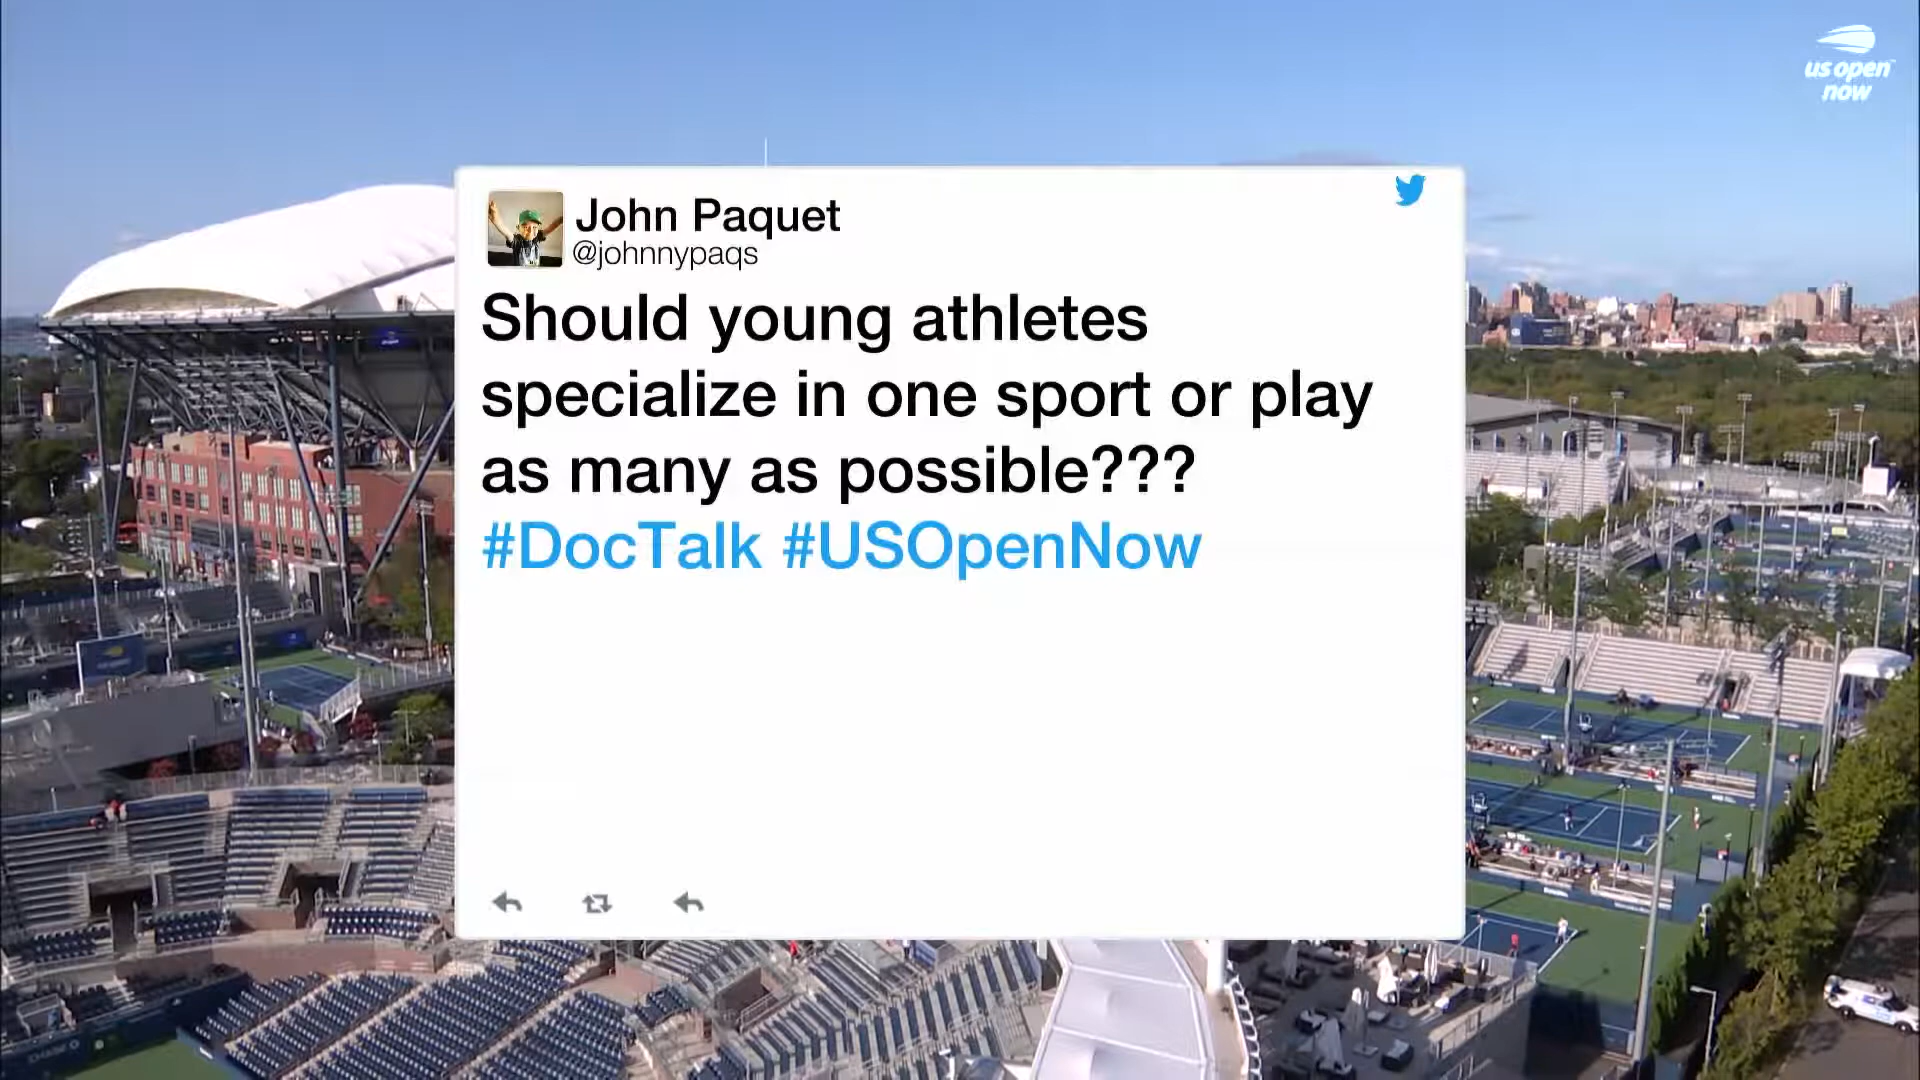 us open
now
John Paquet
@johnnypaqs
Should young athletes
specialize in one sport or play
as many as possible???
#DocTalk #USOpenNow